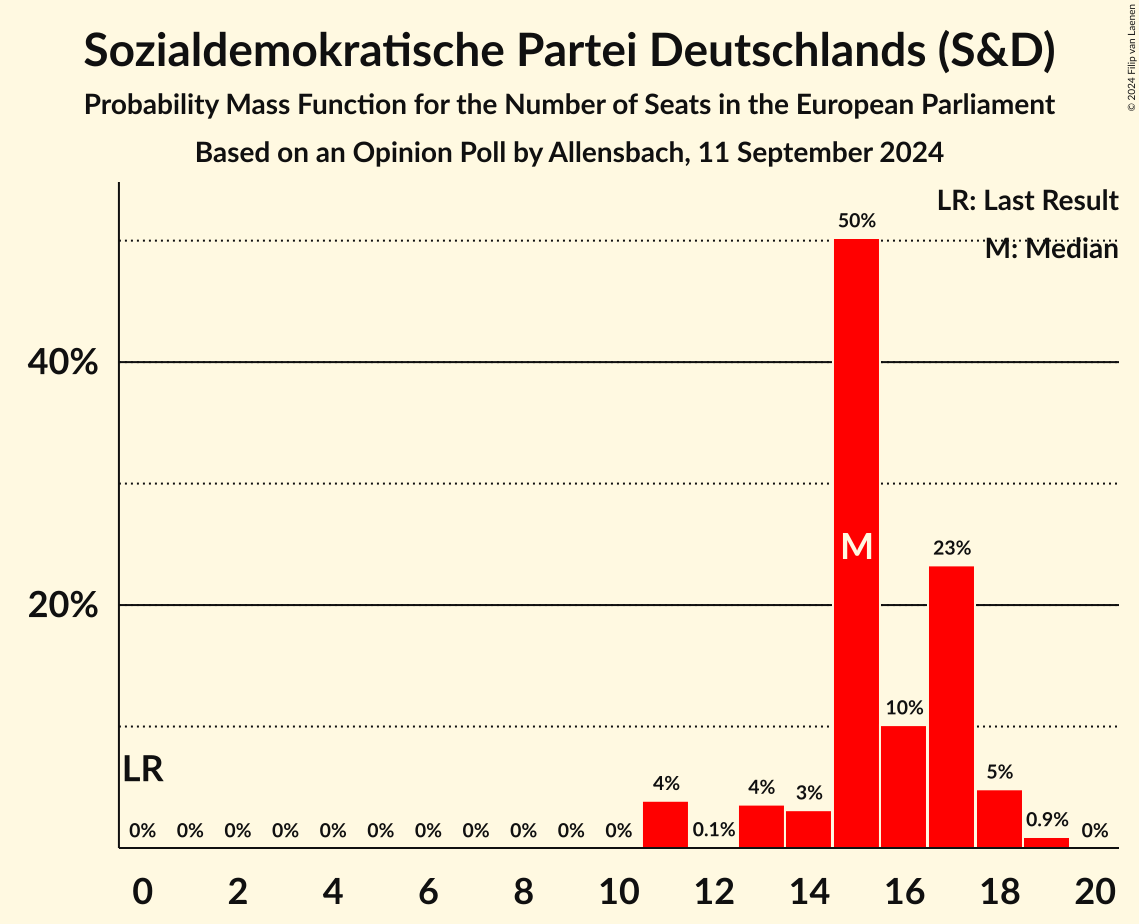 Sozialdemokratische Partei Deutschlands (S&D)
Probability Mass Function for the Number of Seats in the European Parliament
Based on an Opinion Poll by Allensbach, 11 September 2024
© 2024 Filip van Laenen
LR: Last Result
M: Median
50%
40%
M
23%
20%
10%
LR
4%
4%
3%
5%
0% 0% 0% 0% 0% 0% 0% 0% 0% 0% 0% 0.1% 0.9% 0%
0 2 4 6 8 10 12 14 16 18 20